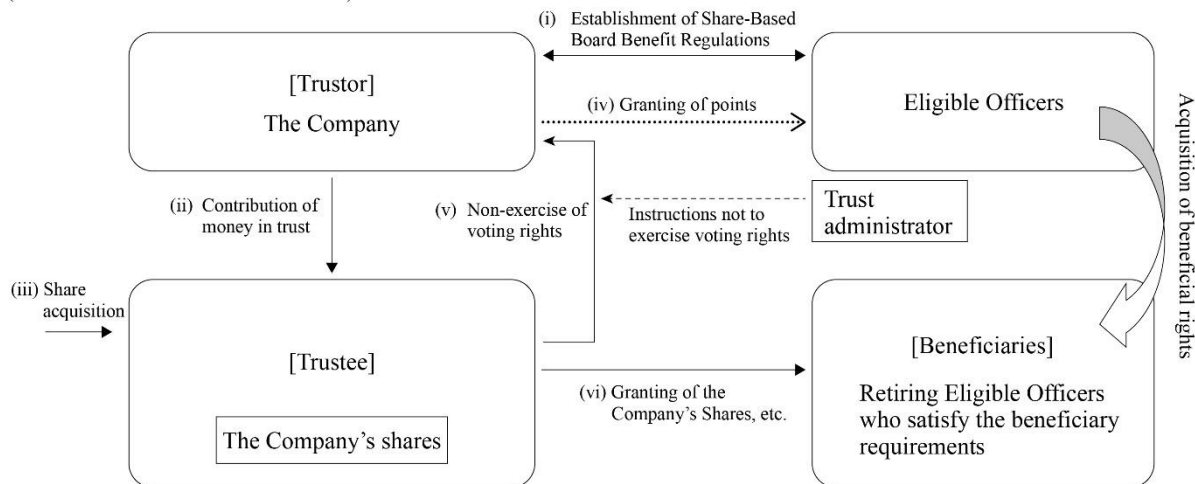 (i) Establishment of Share-Based
Board Benefit Regulations
[Trustor]
The Company
(iv) Granting of points
Eligible Officers
Acquisition of beneficial rights
(ii) Contribution of
money in trust
(v) Non-exercise of
voting rights
Instructions not to
exercise voting rights
Trust
administrator
(iii) Share
acquisition
[Trustee]
The Company's shares
(vi) Granting of the
Company's Shares, etc.
[Beneficiaries]
Retiring Eligible Officers
who satisfy the beneficiary
requirements